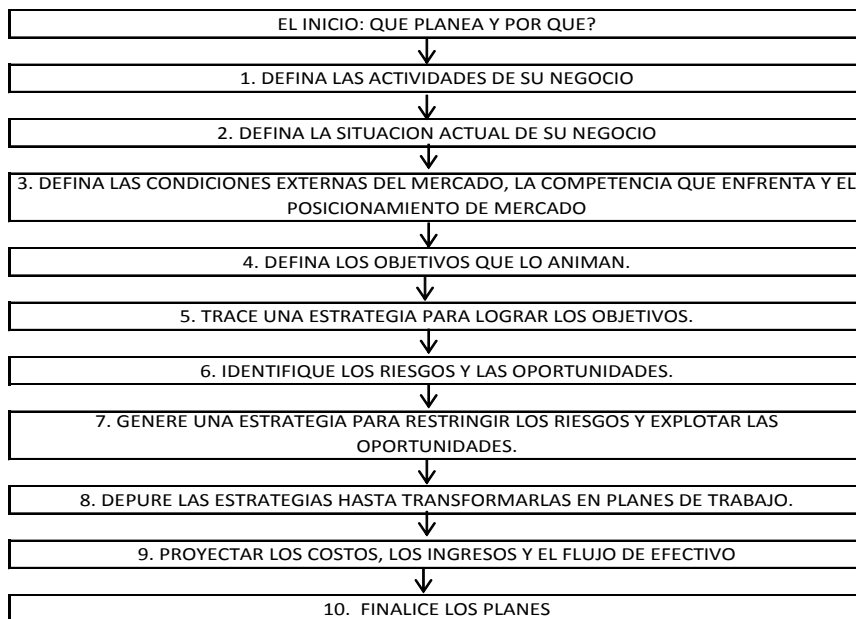 EL INICIO: QUE PLANEA Y POR QUE?
1. DEFINA LAS ACTIVIDADES DE SU NEGOCIO
2. DEFINA LA SITUACION ACTUAL DE SU NEGOCIO
3. DEFINA LAS CONDICIONES EXTERNAS DEL MERCADO, LA COMPETENCIA QUE ENFRENTA Y EL
POSICIONAMIENTO DE MERCADO
4. DEFINA LOS OBJETIVOS QUE LO ANIMAN.
5. TRACE UNA ESTRATEGIA PARA LOGRAR LOS OBJETIVOS.
6. IDENTIFIQUE LOS RIESGOS Y LAS OPORTUNIDADES.
7. GENERE UNA ESTRATEGIA PARA RESTRINGIR LOS RIESGOS Y EXPLOTAR LAS
OPORTUNIDADES.
8. DEPURE LAS ESTRATEGIAS HASTA TRANSFORMARLAS EN PLANES DE TRABAJO.
9. PROYECTAR LOS COSTOS, LOS INGRESOS Y EL FLUJO DE EFECTIVO
10. FINALICE LOS PLANES